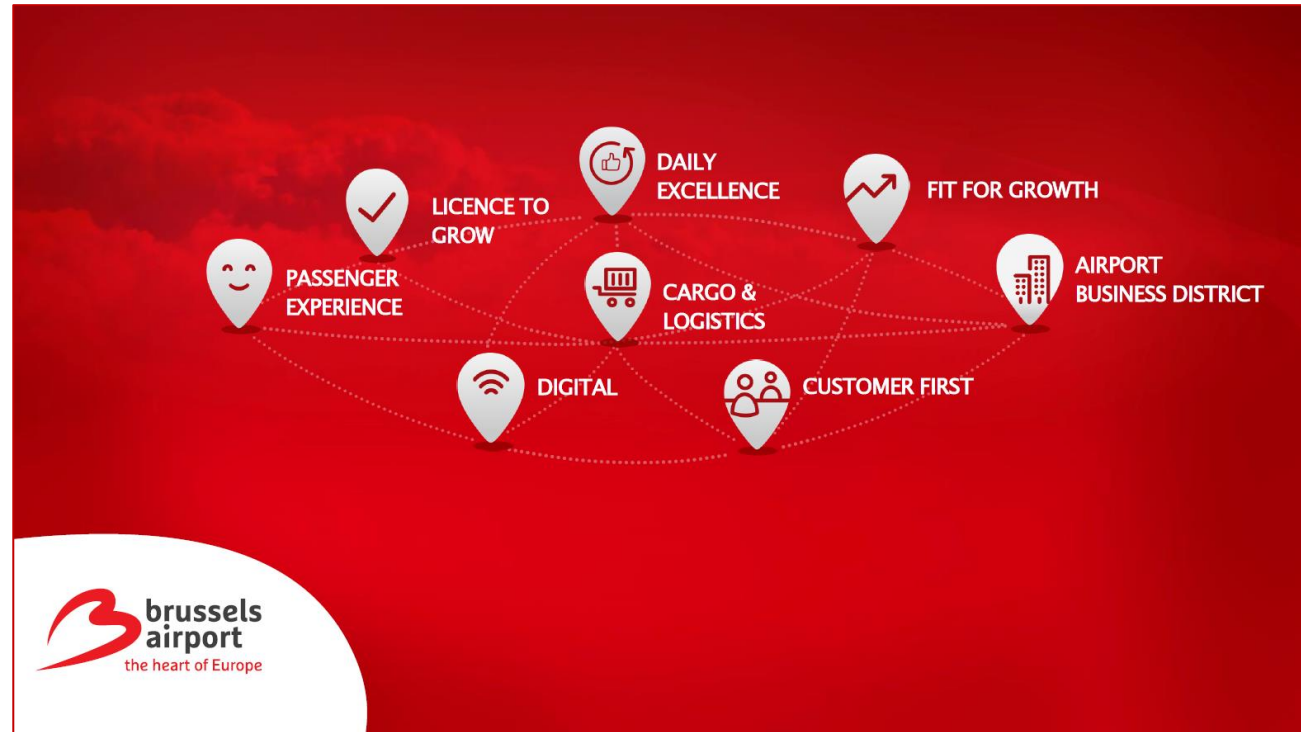 DAILY
EXCELLENCE
FIT FOR GROWTH
LICENCE TO
GROW
PASSENGER
EXPERIENCE
CARGO &
LOGISTICS
AIRPORT
BUSINESS DISTRICT
DIGITAL
CUSTOMER FIRST
brussels
airport
the heart of Europe